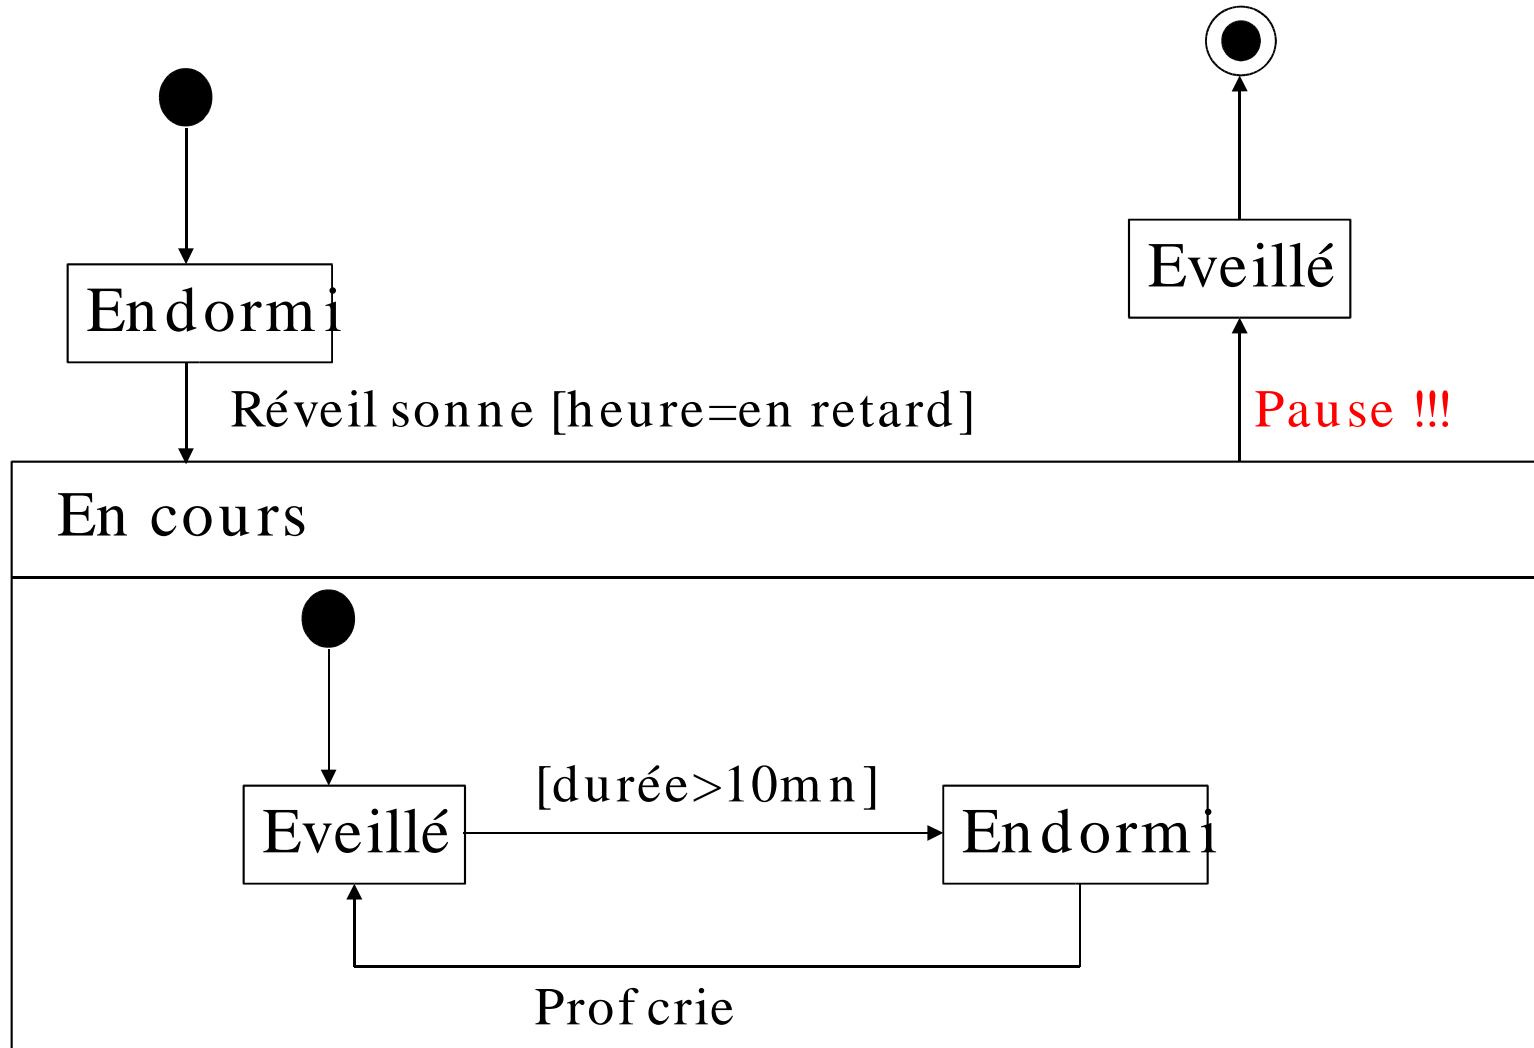 Eveillé
Endormi
Réveil sonne [heure=en retard]
Pause !!!
En cours
[durée>10mn]
Eveillé
Endormi
Prof crie